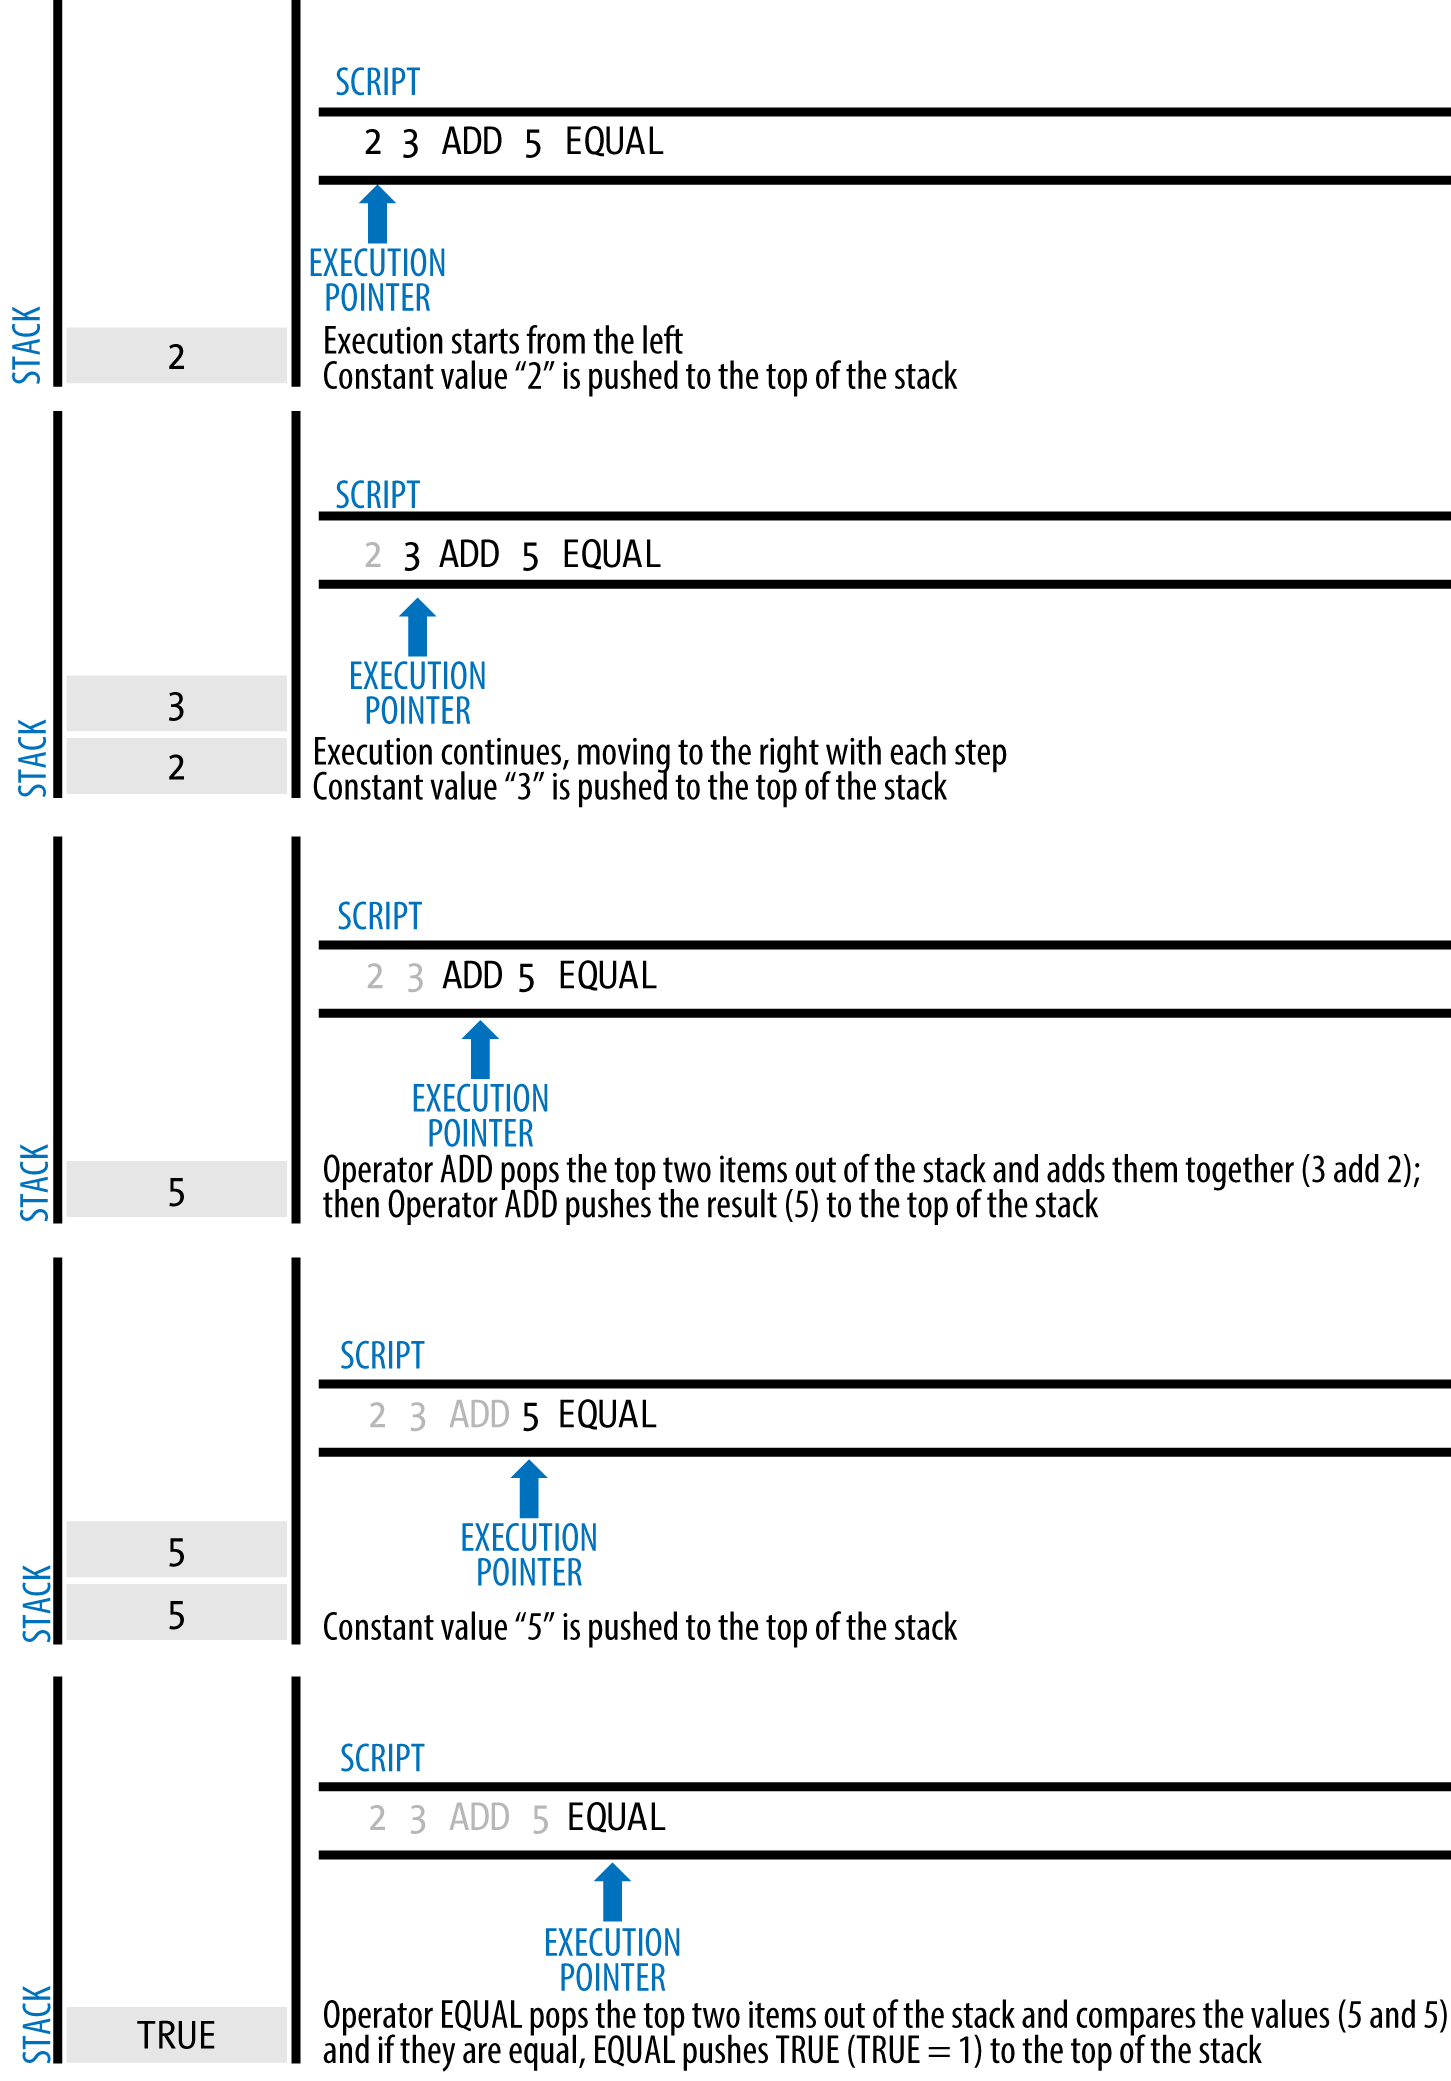 SCRIPT
2 3 ADD 5 EQUAL
EXECUTION
POINTER
STACK
2
Execution starts from the left
Constant value “2” is pushed to the top of the stack
SCRIPT
2 3 ADD 5 EQUAL
EXECUTION
POINTER
STACK
3
2
Execution continues, moving to the right with each step
Constant value “3” is pushed to the top of the stack
SCRIPT
2 3 ADD 5 EQUAL
EXECUTION
POINTER
STACK
5
Operator ADD pops the top two items out of the stack and adds them together (3 add 2);
then Operator ADD pushes the result (5) to the top of the stack
SCRIPT
2 3 ADD 5 EQUAL
EXECUTION
POINTER
STACK
5
5
Constant value “5” is pushed to the top of the stack
SCRIPT
2 3 ADD 5 EQUAL
EXECUTION
POINTER
STACK
TRUE
Operator EQUAL pops the top two items out of the stack and compares the values (5 and 5)
and if they are equal, EQUAL pushes TRUE (TRUE = 1) to the top of the stack